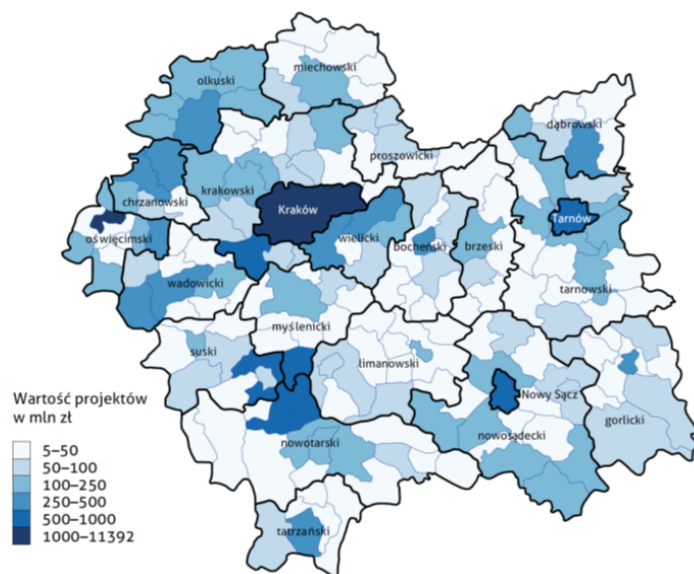 miechowski
olkuski
dąbrowski
proszowicki
chrzanowski
krakowski
Kraków
Tarnów
oświęcimski
wielicki
bocheński
brzeski
wadowicki
tarnowski
myślenicki
suski
limanowski
Nowy Sącz
gorlicki
nowotarski
nowosądecki
tatrzański
Wartość projektów
w mln zł
5–50
50–100
100–250
250–500
500–1000
1000–11392